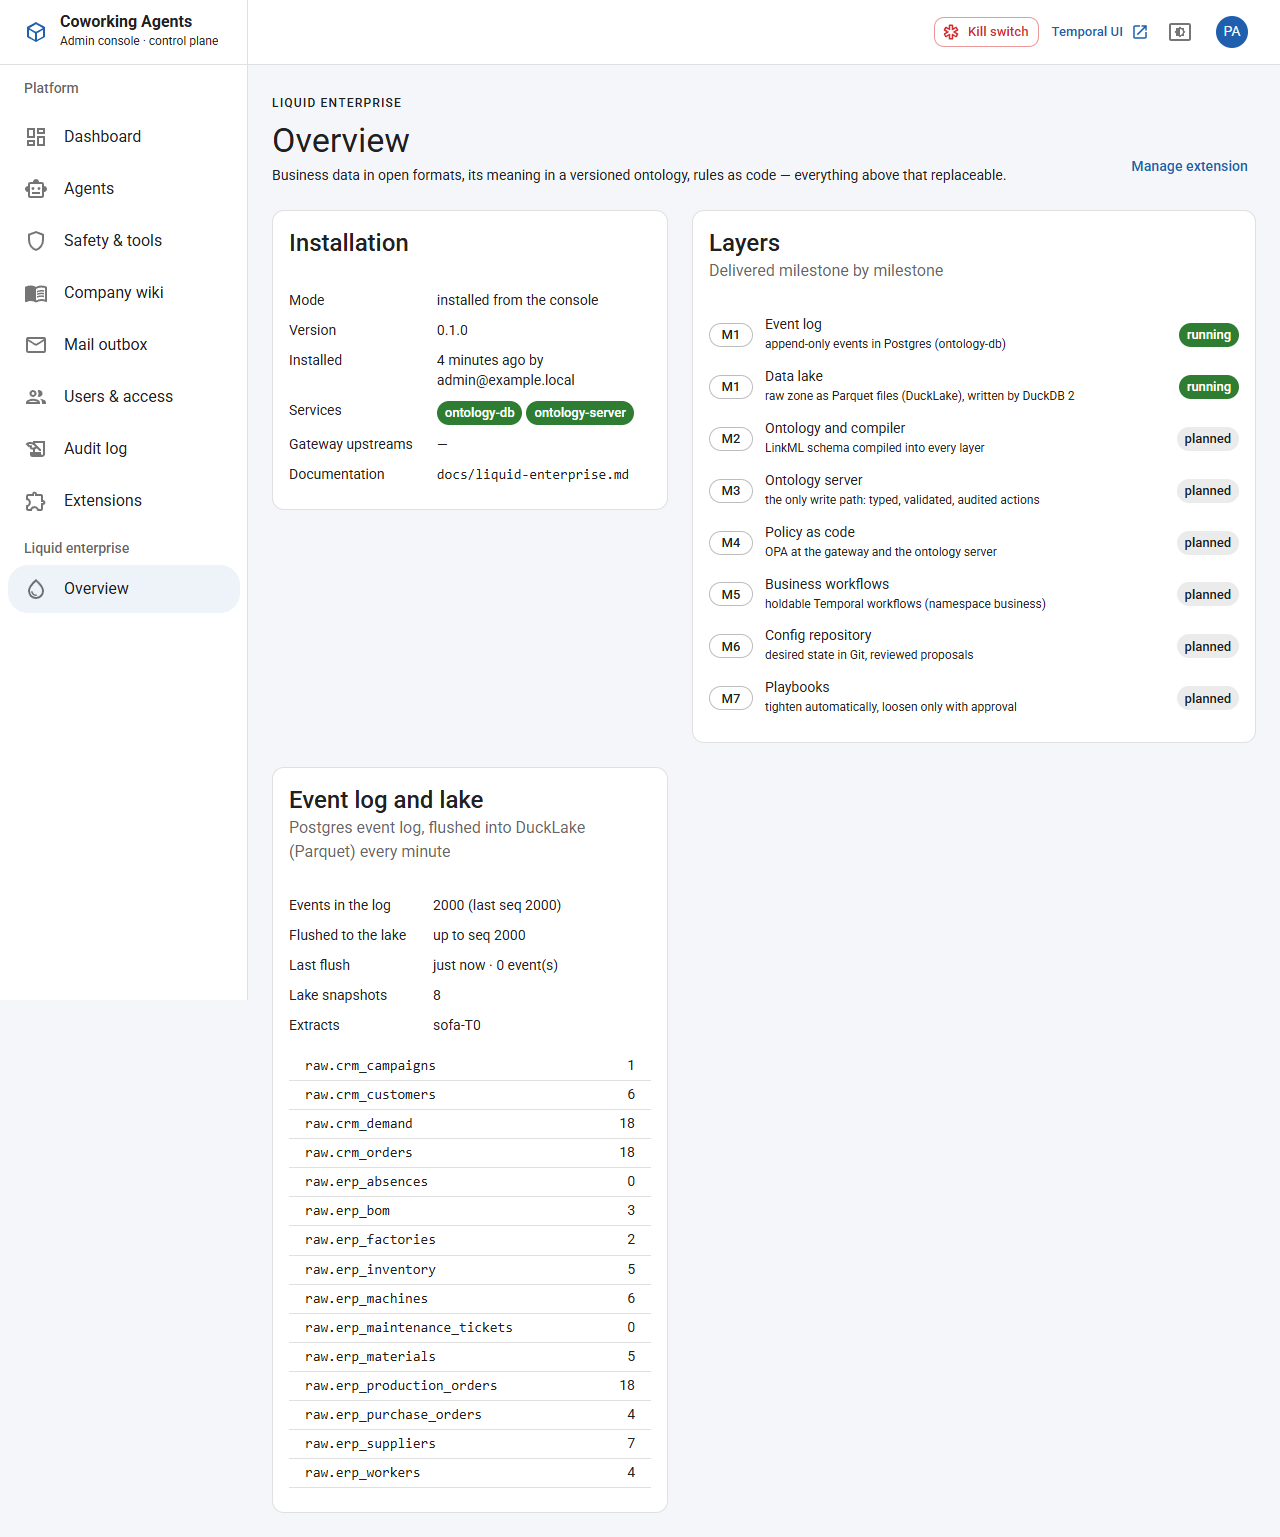 Coworking Agents
Admin console · control plane
Kill switch
Temporal UI
PA
Platform
Dashboard
Agents
Safety & tools
Company wiki
Mail outbox
Users & access
Audit log
Extensions
Liquid enterprise
Overview
LIQUID ENTERPRISE
Overview
Business data in open formats, its meaning in a versioned ontology, rules as code — everything above that replaceable.
Manage extension
Installation
Mode installed from the console
Version 0.1.0
Installed 4 minutes ago by
admin@example.local
Services ontology-db ontology-server
Gateway upstreams —
Documentation docs/liquid-enterprise.md
Layers
Delivered milestone by milestone
M1 Event log running
append-only events in Postgres (ontology-db)
M1 Data lake running
raw zone as Parquet files (DuckLake), written by DuckDB 2
M2 Ontology and compiler planned
LinkML schema compiled into every layer
M3 Ontology server planned
the only write path: typed, validated, audited actions
M4 Policy as code planned
OPA at the gateway and the ontology server
M5 Business workflows planned
holdable Temporal workflows (namespace business)
M6 Config repository planned
desired state in Git, reviewed proposals
M7 Playbooks planned
tighten automatically, loosen only with approval
Event log and lake
Postgres event log, flushed into DuckLake
(Parquet) every minute
Events in the log 2000 (last seq 2000)
Flushed to the lake up to seq 2000
Last flush just now · 0 event(s)
Lake snapshots 8
Extracts sofa-T0
raw.crm_campaigns 1
raw.crm_customers 6
raw.crm_demand 18
raw.crm_orders 18
raw.erp_absences 0
raw.erp_bom 3
raw.erp_factories 2
raw.erp_inventory 5
raw.erp_machines 6
raw.erp_maintenance_tickets 0
raw.erp_materials 5
raw.erp_production_orders 18
raw.erp_purchase_orders 4
raw.erp_suppliers 7
raw.erp_workers 4